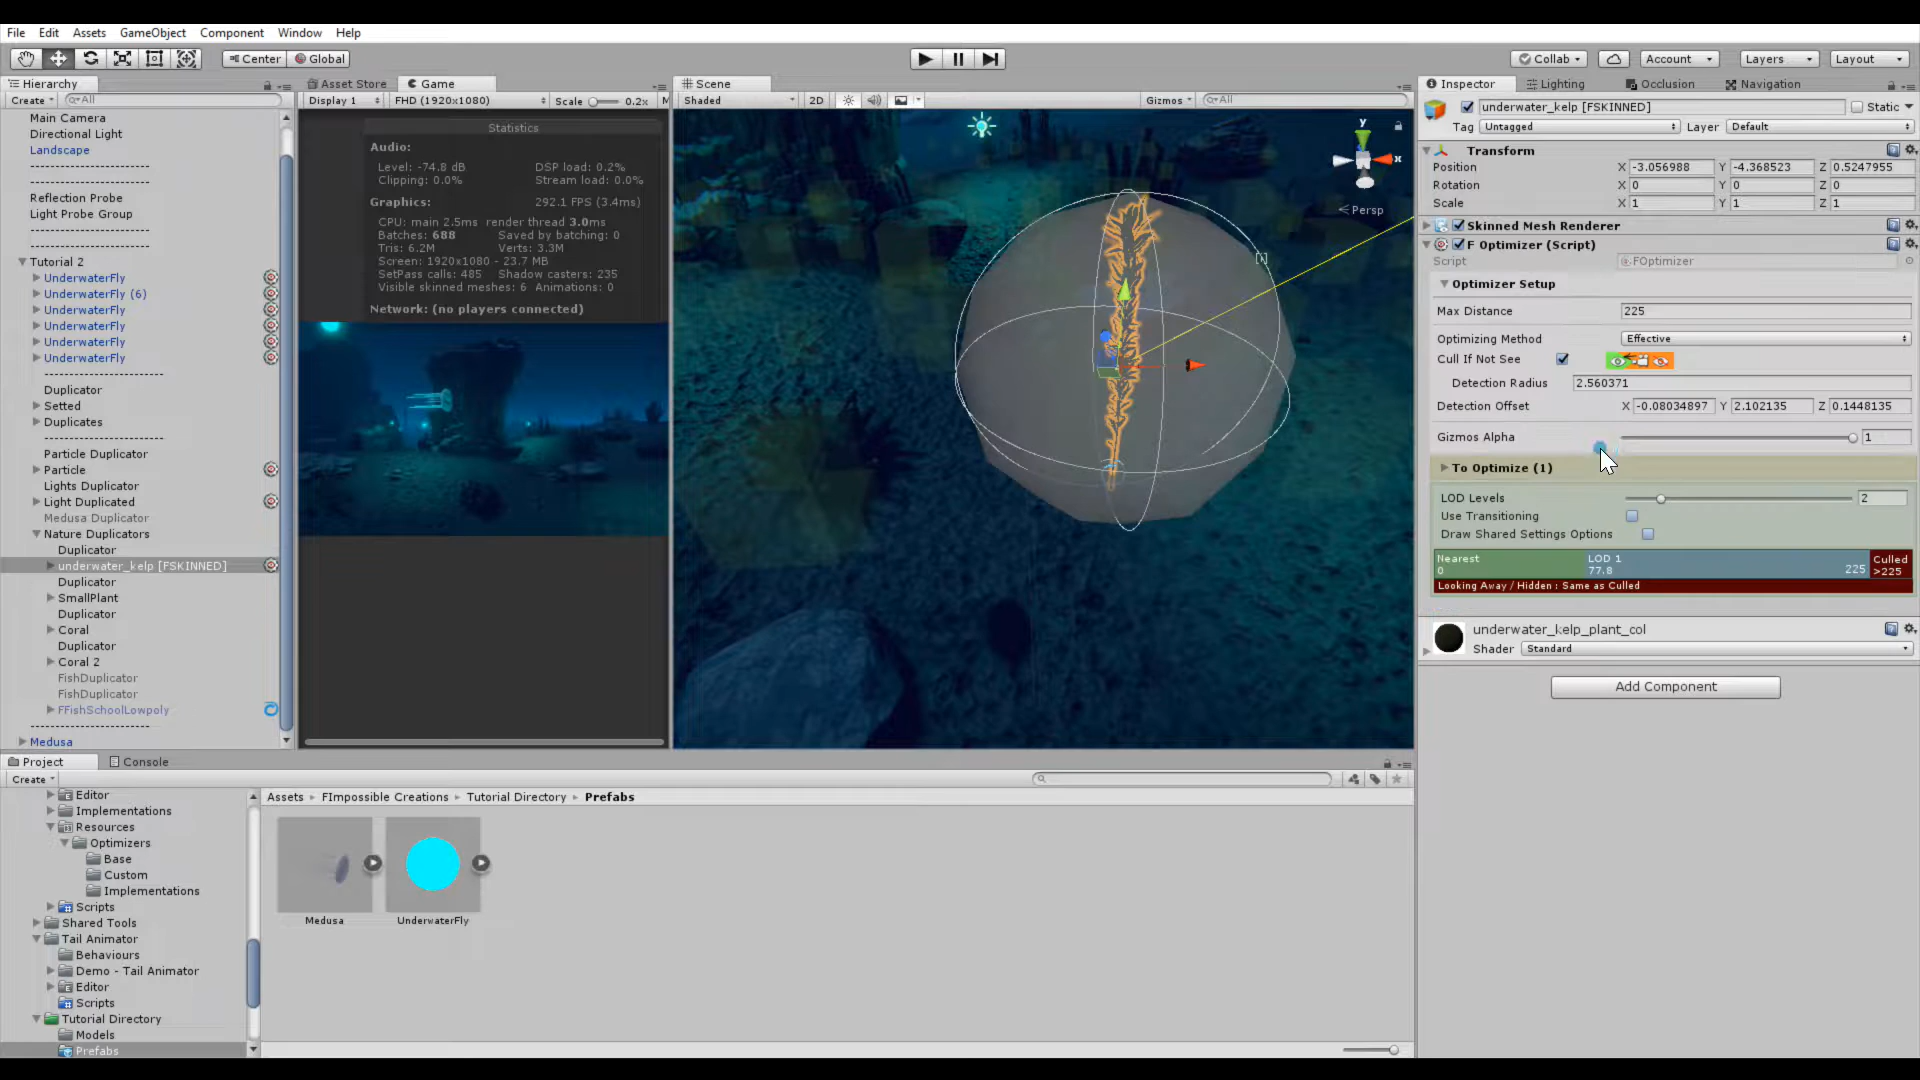 File Edit Assets GameObject Component Window Help
Center Global
Collab Account Layers Layout
Hierarchy
Create All
Main Camera
Directional Light
Landscape
-----------------------
-----------------------
Reflection Probe
Light Probe Group
-----------------------
-----------------------
Tutorial 2
UnderwaterFly
UnderwaterFly (6)
UnderwaterFly
UnderwaterFly
UnderwaterFly
UnderwaterFly
-----------------------
Duplicator
Setted
Duplicates
-----------------------
Particle Duplicator
Particle
Lights Duplicator
Light Duplicated
Medusa Duplicator
Nature Duplicators
Duplicator
underwater_kelp [FSKINNED]
Duplicator
SmallPlant
Duplicator
Coral
Duplicator
Coral 2
FishDuplicator
FishDuplicator
FFishSchoolLowpoly
-----------------------
Medusa
Asset Store Game
Display 1 FHD (1920x1080) Scale 0.2x M
Statistics
Audio:
Level: -74.8 dB DSP load: 0.2%
Clipping: 0.0% Stream load: 0.0%
Graphics: 292.1 FPS (3.4ms)
CPU: main 2.5ms render thread 3.0ms
Batches: 688 Saved by batching: 0
Tris: 6.2M Verts: 3.3M
Screen: 1920x1080 - 23.7 MB
SetPass calls: 485 Shadow casters: 235
Visible skinned meshes: 6 Animations: 0
Network: (no players connected)
Scene
Shaded 2D Gizmos All
y
x
Persp
Inspector Lighting Occlusion Navigation
underwater_kelp [FSKINNED] Static
Tag Untagged Layer Default
Transform
Position X -3.056988 Y -4.368523 Z 0.5247955
Rotation X 0 Y 0 Z 0
Scale X 1 Y 1 Z 1
Skinned Mesh Renderer
F Optimizer (Script)
Script FOptimizer
Optimizer Setup
Max Distance 225
Optimizing Method Effective
Cull If Not See
Detection Radius 2.560371
Detection Offset X -0.08034897 Y 2.102135 Z 0.1448135
Gizmos Alpha 1
To Optimize (1)
LOD Levels 2
Use Transitioning
Draw Shared Settings Options
Nearest LOD 1 Culled
0 77.8 225 >225
Looking Away / Hidden : Same as Culled
underwater_kelp_plant_col
Shader Standard
Add Component
Project Console
Create
Editor
Implementations
Resources
Optimizers
Base
Custom
Implementations
Scripts
Shared Tools
Tail Animator
Behaviours
Demo - Tail Animator
Editor
Scripts
Tutorial Directory
Models
Prefabs
Assets FImpossible Creations Tutorial Directory Prefabs
Medusa UnderwaterFly